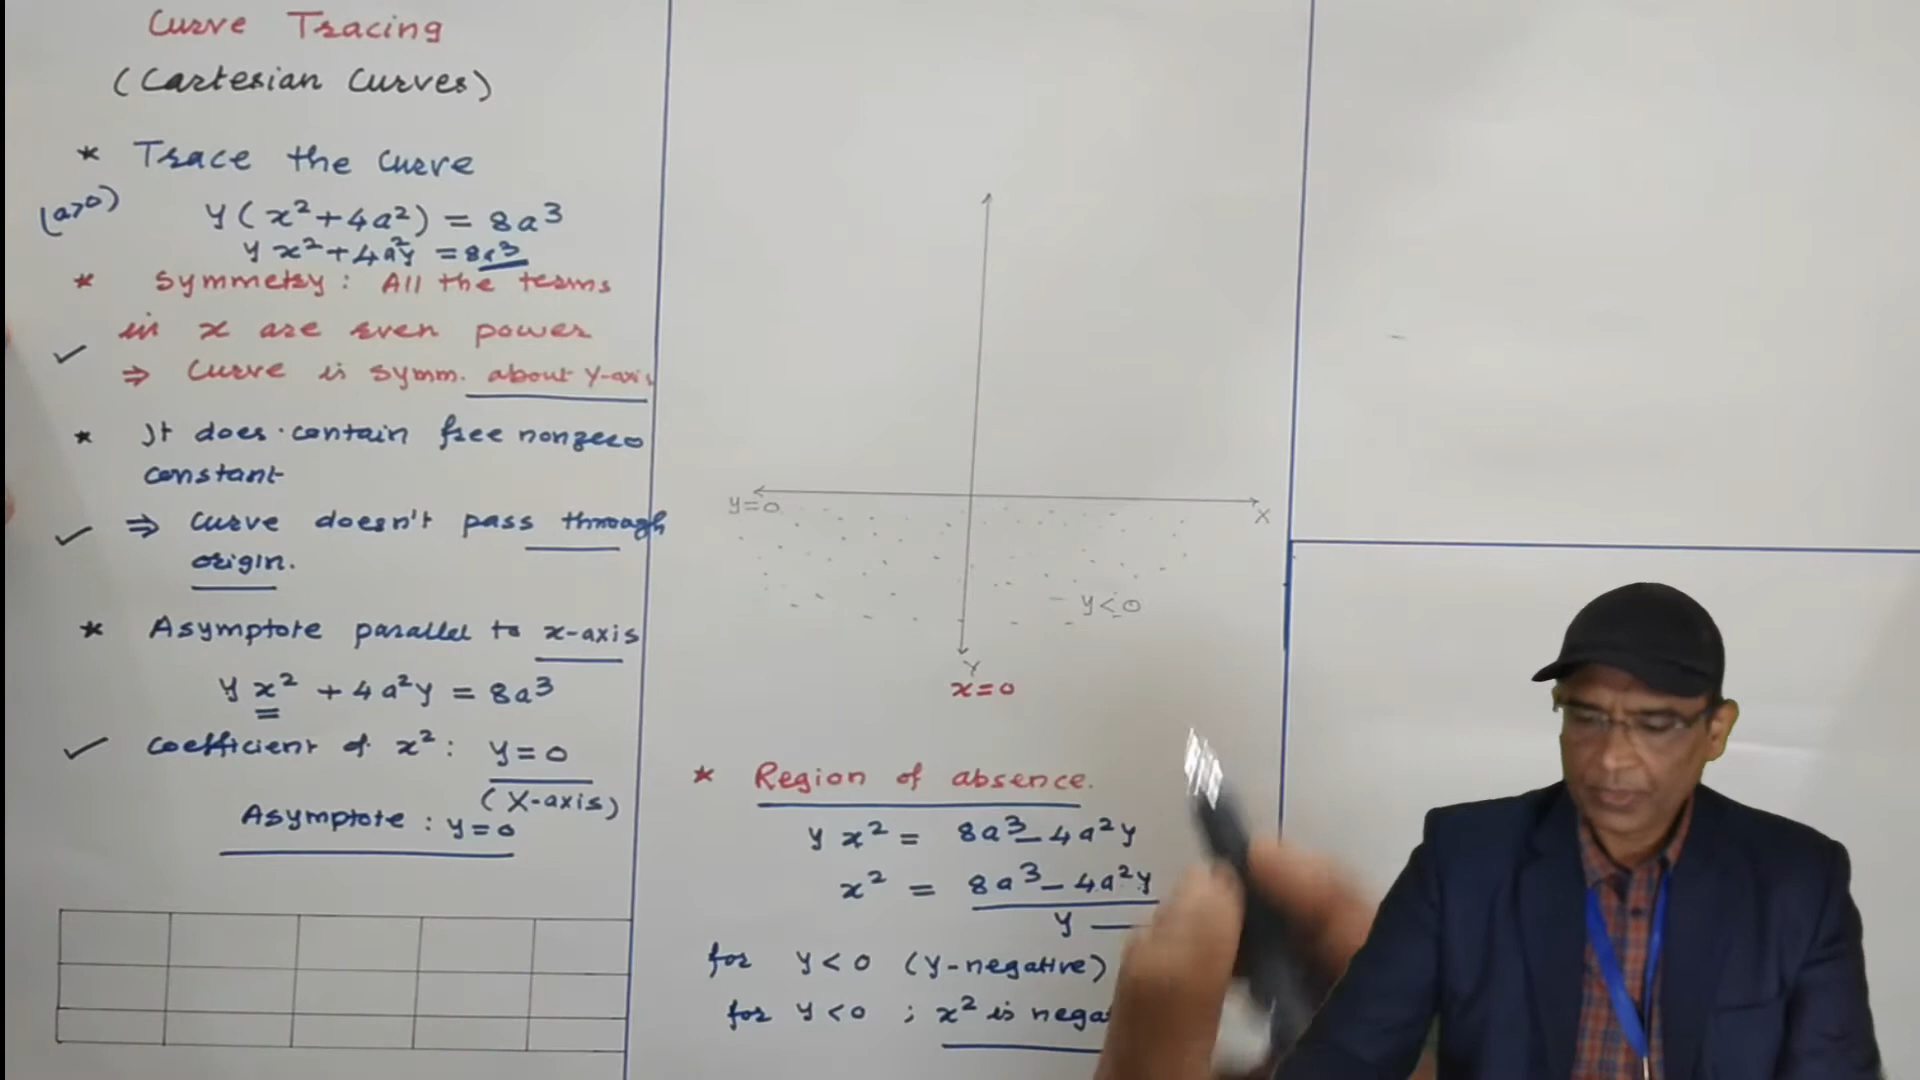 Curve Tracing
(Cartesian Curves)
* Trace the Curve
(a>0)
y(x²+4a²) = 8a³
yx²+4a²y = 8a³
* Symmetry: All the terms
in x are even power
✓ ⇒ Curve is symm. about Y-axis
* It does contain free nonzero
constant
✓ ⇒ Curve doesn't pass through
origin.
* Asymptote parallel to x-axis
yx² + 4a²y = 8a³
✓ Coefficient of x²: y=0
(X-axis)
Asymptote : y=0
y=0
X
y<0
Y
x=0
* Region of absence.
yx² = 8a³-4a²y
x² = 8a³-4a²y
y
for y<0 (y-negative)
for y<0 ; x² is